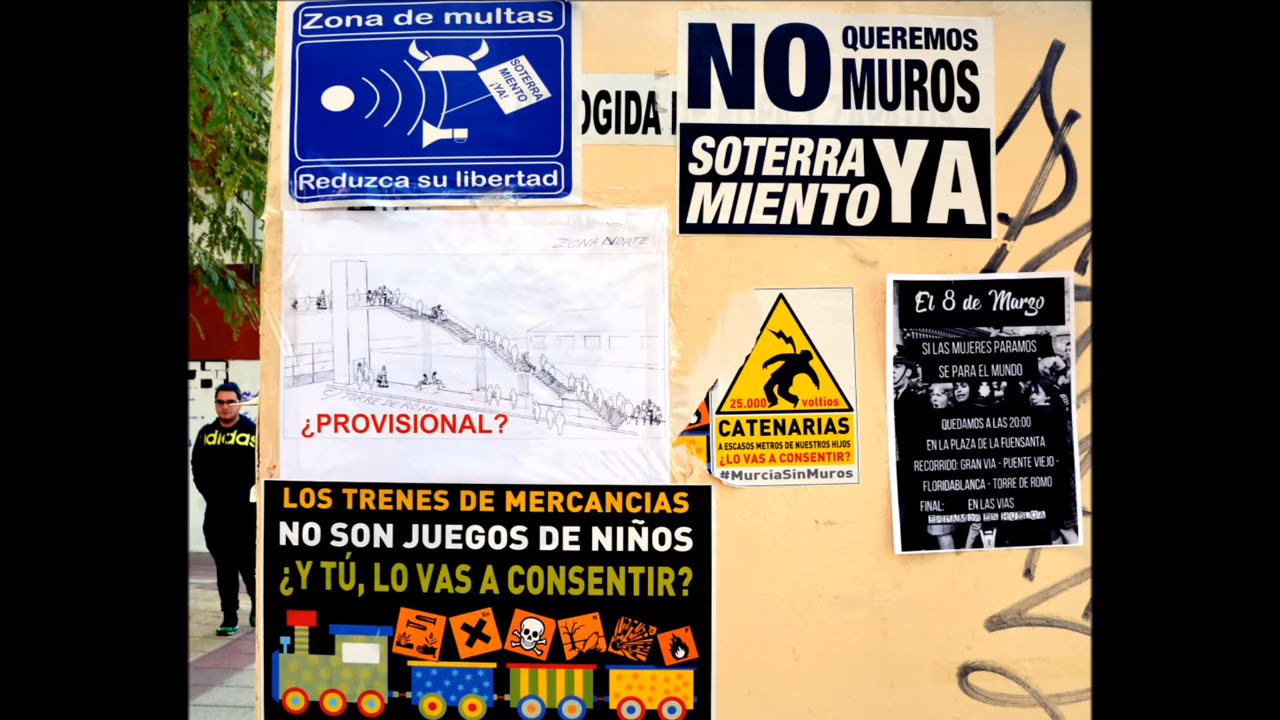 Zona de multas
SOTERRA
MIENTO
¡YA!
Reduzca su libertad
OGIDA
NO QUEREMOS
MUROS
SOTERRA
MIENTO YA
ZONA NORTE
TORRE DE ROMO
¿PROVISIONAL?
25.000 voltios
CATENARIAS
A ESCASOS METROS DE NUESTROS HIJOS
¿LO VAS A CONSENTIR?
#MurciaSinMuros
El 8 de Marzo
SI LAS MUJERES PARAMOS
SE PARA EL MUNDO
QUEDAMOS A LAS 20:00
EN LA PLAZA DE LA FUENSANTA
RECORRIDO: GRAN VIA - PUENTE VIEJO -
FLORIDABLANCA - TORRE DE ROMO
FINAL: EN LAS VIAS
ESTAMOS EN HUELGA
adidas
LOS TRENES DE MERCANCIAS
NO SON JUEGOS DE NIÑOS
¿Y TÚ, LO VAS A CONSENTIR?
Xn
N